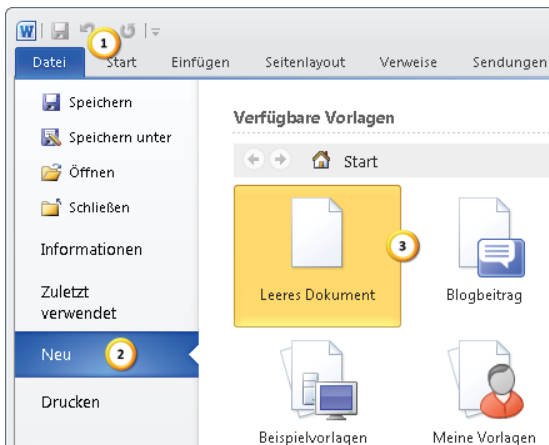 W
1
Datei Start Einfügen Seitenlayout Verweise Sendungen
Speichern
Speichern unter
Öffnen
Schließen
Informationen
Zuletzt
verwendet
Neu 2
Drucken
Verfügbare Vorlagen
Start
3
Leeres Dokument Blogbeitrag
Beispielvorlagen Meine Vorlagen